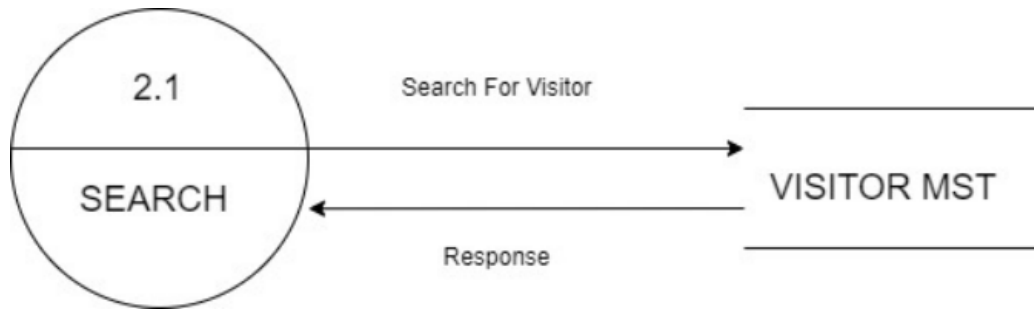 2.1
SEARCH
Search For Visitor
Response
VISITOR MST